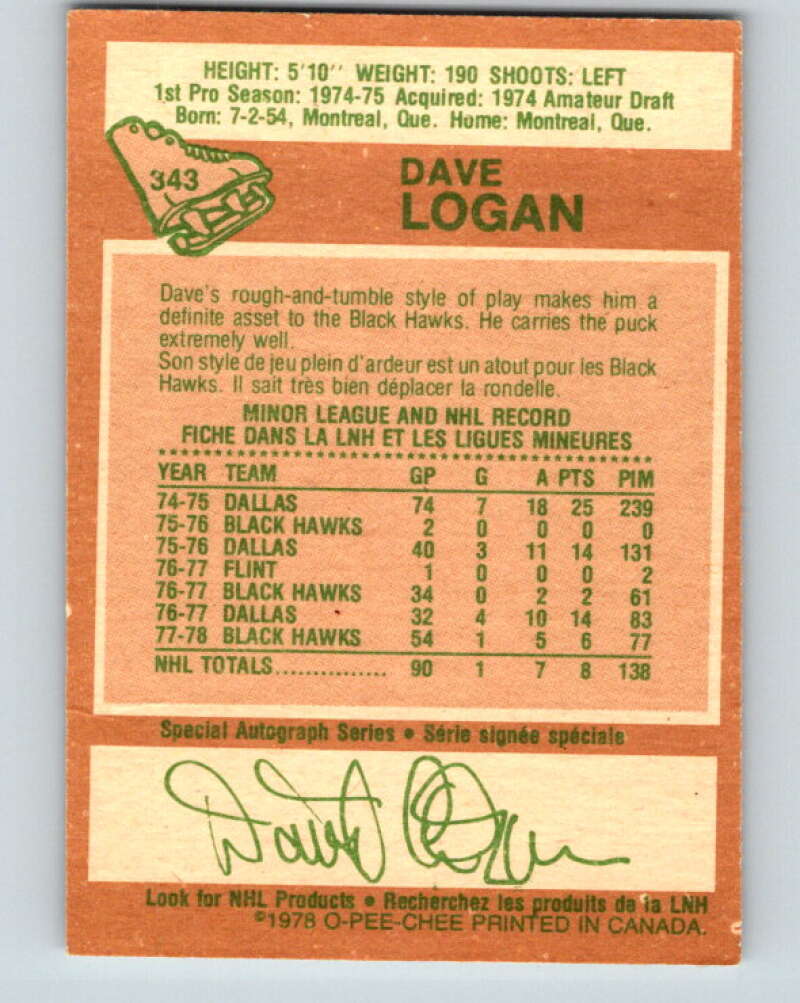 HEIGHT: 5'10'' WEIGHT: 190 SHOOTS: LEFT
1st Pro Season: 1974-75 Acquired: 1974 Amateur Draft
Born: 7-2-54, Montreal, Que. Home: Montreal, Que.
343
DAVE
LOGAN
Dave's rough-and-tumble style of play makes him a
definite asset to the Black Hawks. He carries the puck
extremely well.
Son style de jeu plein d'ardeur est un atout pour les Black
Hawks. Il sait très bien déplacer la rondelle.
MINOR LEAGUE AND NHL RECORD
FICHE DANS LA LNH ET LES LIGUES MINEURES
YEAR TEAM GP G A PTS PIM
74-75 DALLAS 74 7 18 25 239
75-76 BLACK HAWKS 2 0 0 0 0
75-76 DALLAS 40 3 11 14 131
76-77 FLINT 1 0 0 0 2
76-77 BLACK HAWKS 34 0 2 2 61
76-77 DALLAS 32 4 10 14 83
77-78 BLACK HAWKS 54 1 5 6 77
NHL TOTALS............... 90 1 7 8 138
Special Autograph Series • Série signée spéciale
Dave Logan
Look for NHL Products • Recherchez les produits de la LNH
©1978 O-PEE-CHEE PRINTED IN CANADA.